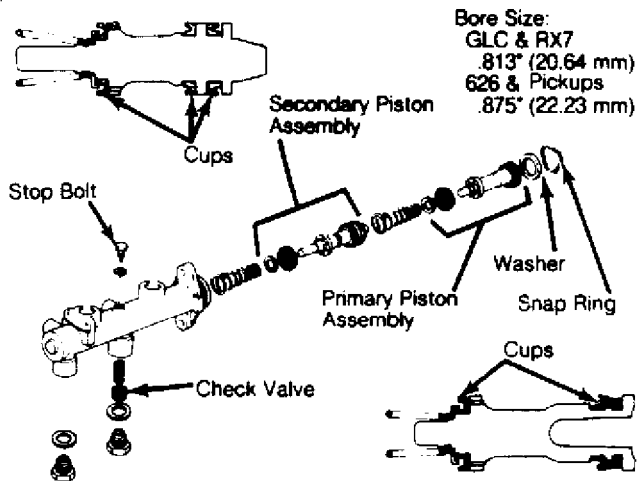 Bore Size:
GLC & RX7
.813" (20.64 mm)
626 & Pickups
.875" (22.23 mm)
Secondary Piston
Assembly
Cups
Stop Bolt
Washer
Primary Piston
Assembly
Snap Ring
Cups
Check Valve